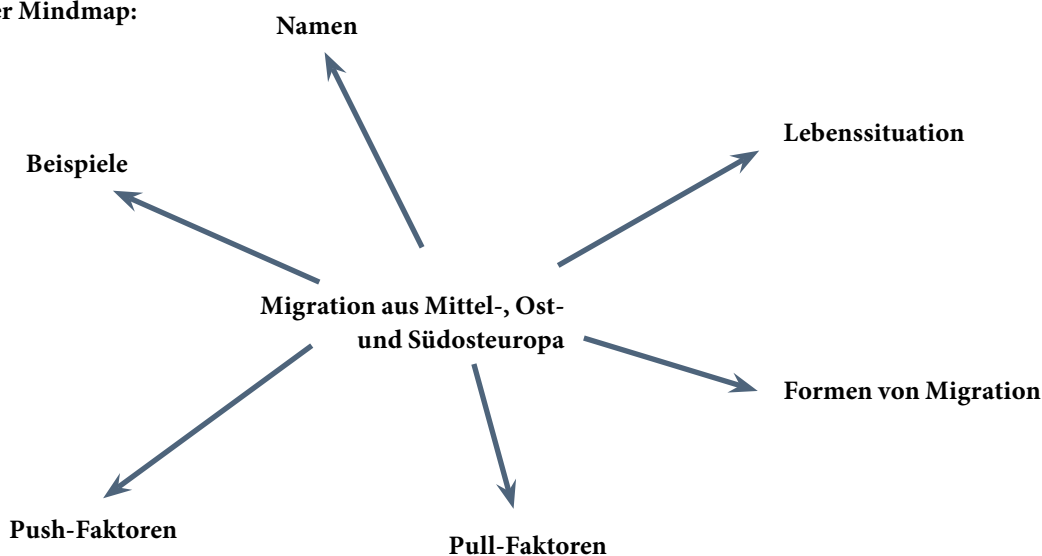 er Mindmap:
Namen
Lebenssituation
Beispiele
Migration aus Mittel-, Ost-
und Südosteuropa
Formen von Migration
Push-Faktoren
Pull-Faktoren